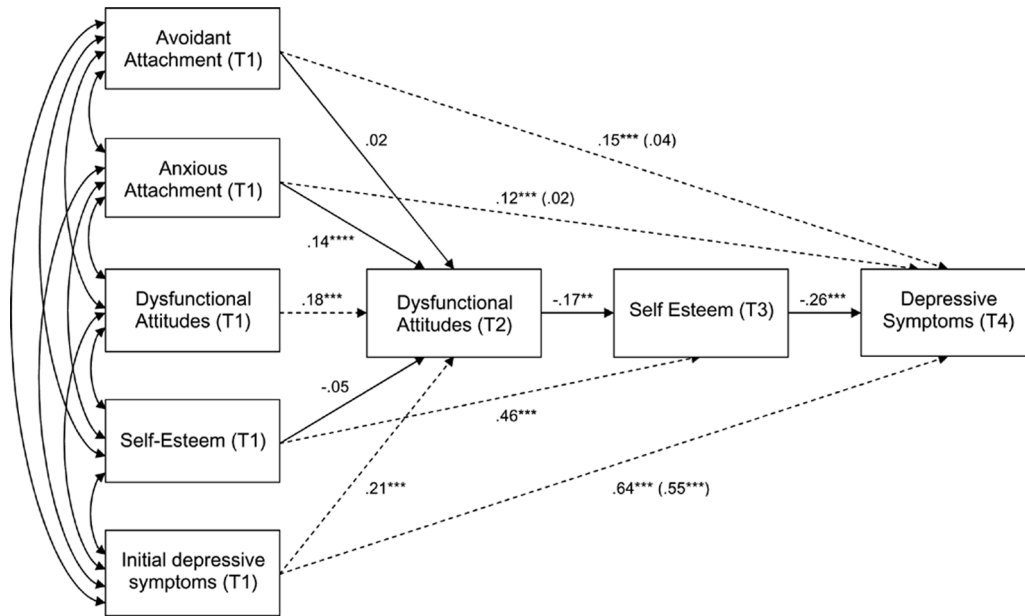 Avoidant
Attachment (T1)
.02
.15*** (.04)
Anxious
Attachment (T1)
.12*** (.02)
.14****
Dysfunctional
Attitudes (T1)
.18***
Dysfunctional
Attitudes (T2)
-.17**
Self Esteem (T3)
-.26***
Depressive
Symptoms (T4)
-.05
.46***
Self-Esteem (T1)
.21***
.64*** (.55***)
Initial depressive
symptoms (T1)